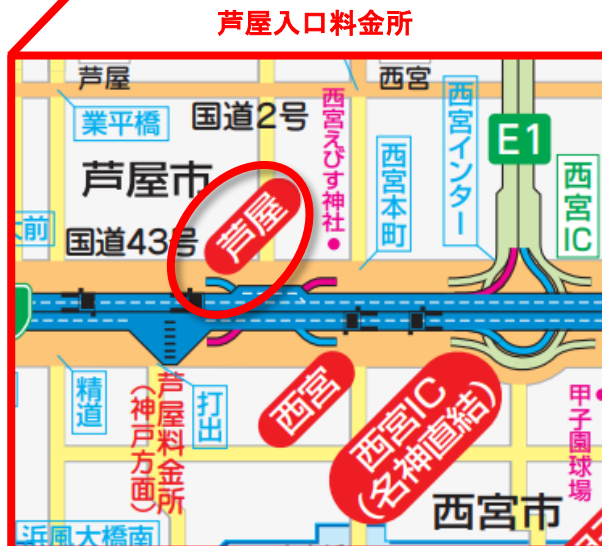 芦屋入口料金所
芦屋
西宮
業平橋
国道2号
西宮えびす神社
西宮インター
E1
芦屋市
西宮本町
西宮
IC
芦屋
前
国道43号
精道
芦屋料金所
(神戸方面)
打出
西宮
西宮IC
(名神直結)
甲子園球場
西宮市
浜風大橋南